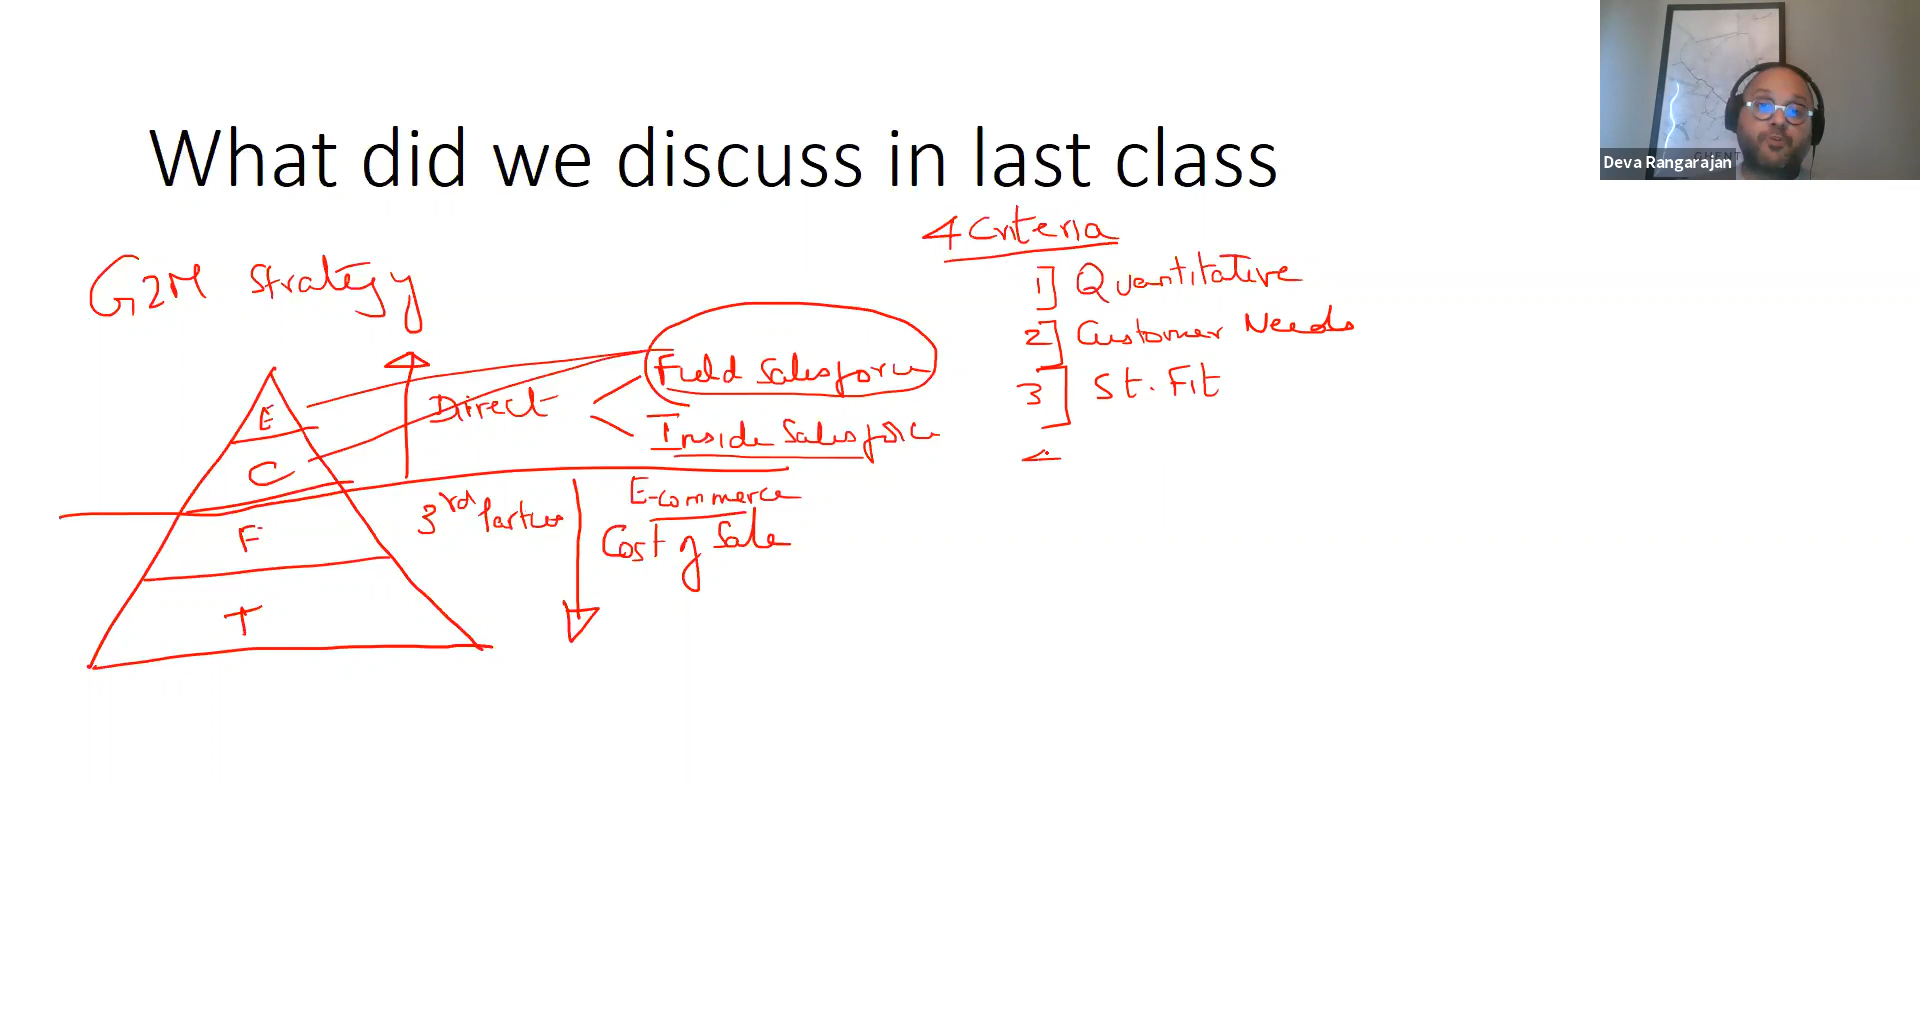 What did we discuss in last class
Deva Rangarajan
G2M Strategy
E
C
F
T
Direct
Field Salesforce
Inside Salesforce
3rd Parties
E-commerce
Cost of Sale
4 Criteria
1] Quantitative
2] Customer Needs
3] St. Fit